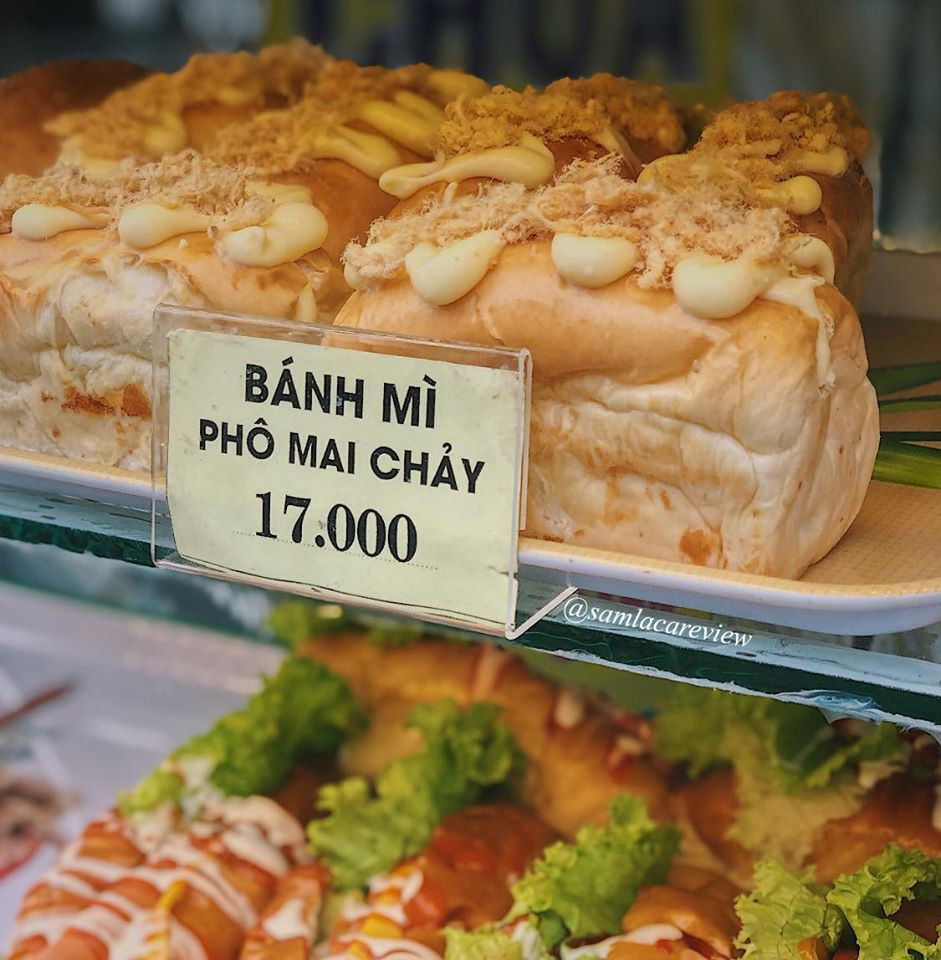 BÁNH MÌ
PHÔ MAI CHẢY
17.000
@samlacareview